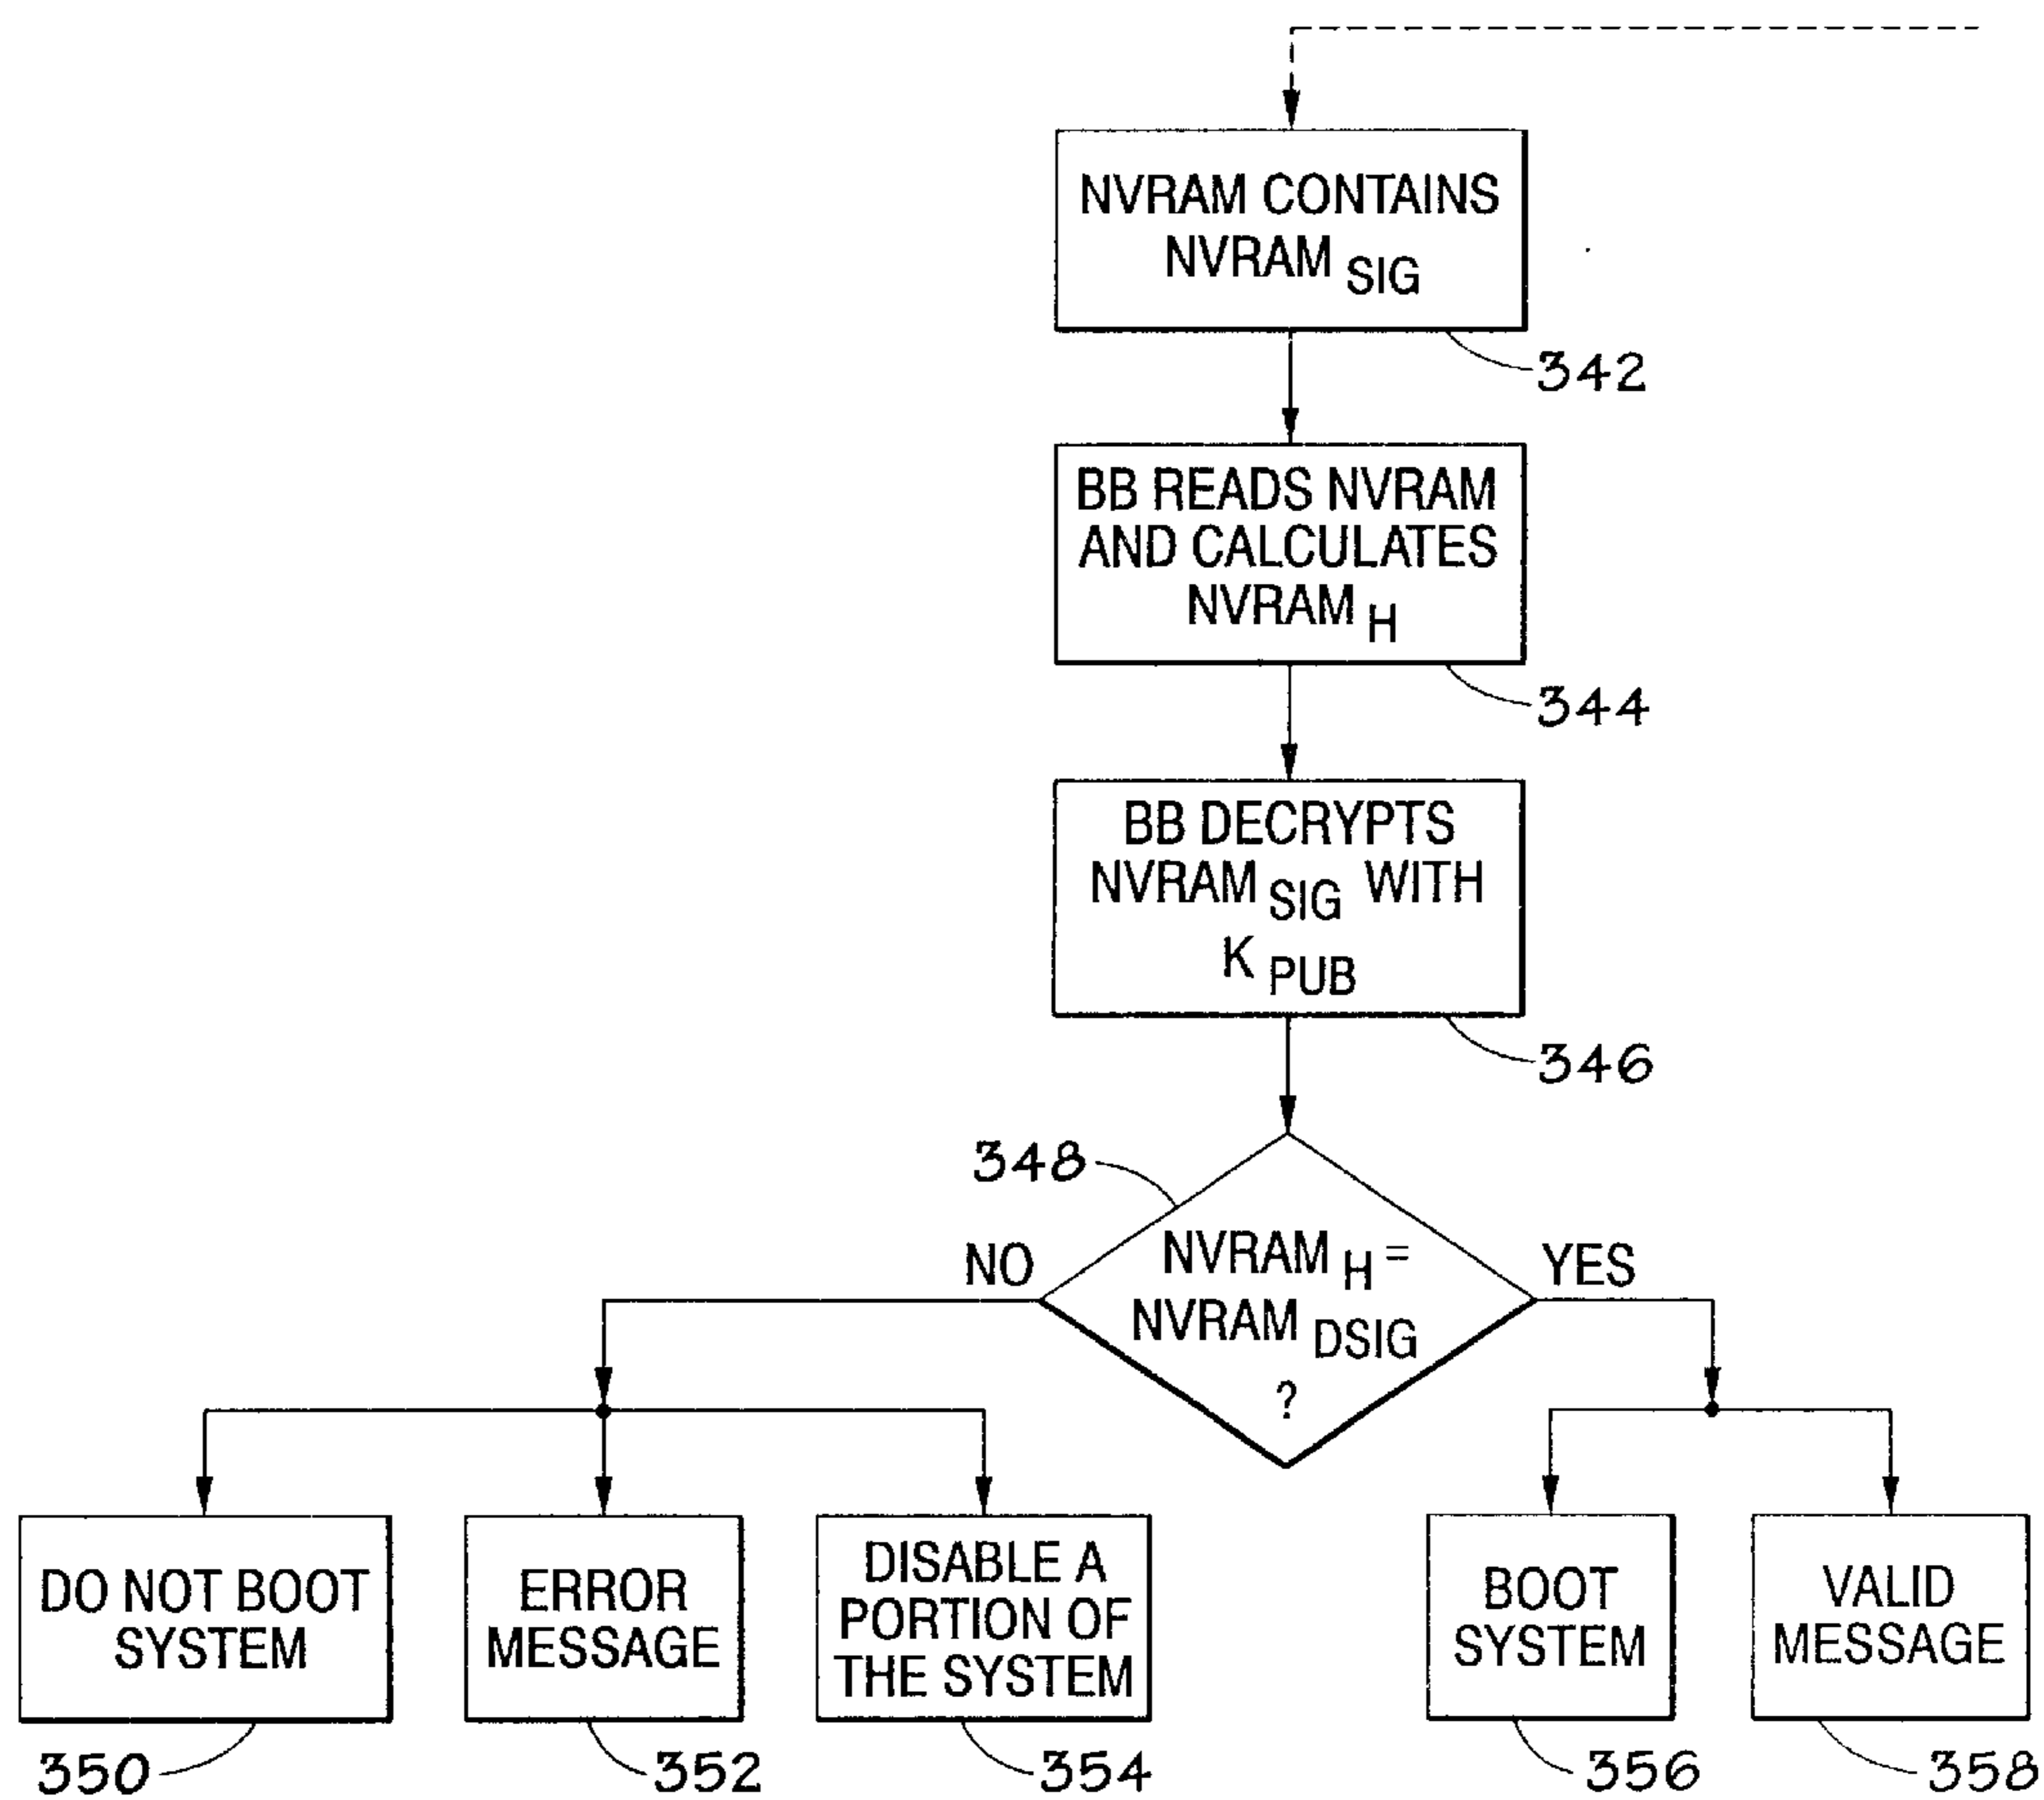 NVRAM CONTAINS
NVRAM SIG
342
BB READS NVRAM
AND CALCULATES
NVRAM H
344
BB DECRYPTS
NVRAM SIG WITH
K PUB
346
348
NO
NVRAM H =
NVRAM DSIG
?
YES
DO NOT BOOT
SYSTEM
350
ERROR
MESSAGE
352
DISABLE A
PORTION OF
THE SYSTEM
354
BOOT
SYSTEM
356
VALID
MESSAGE
358